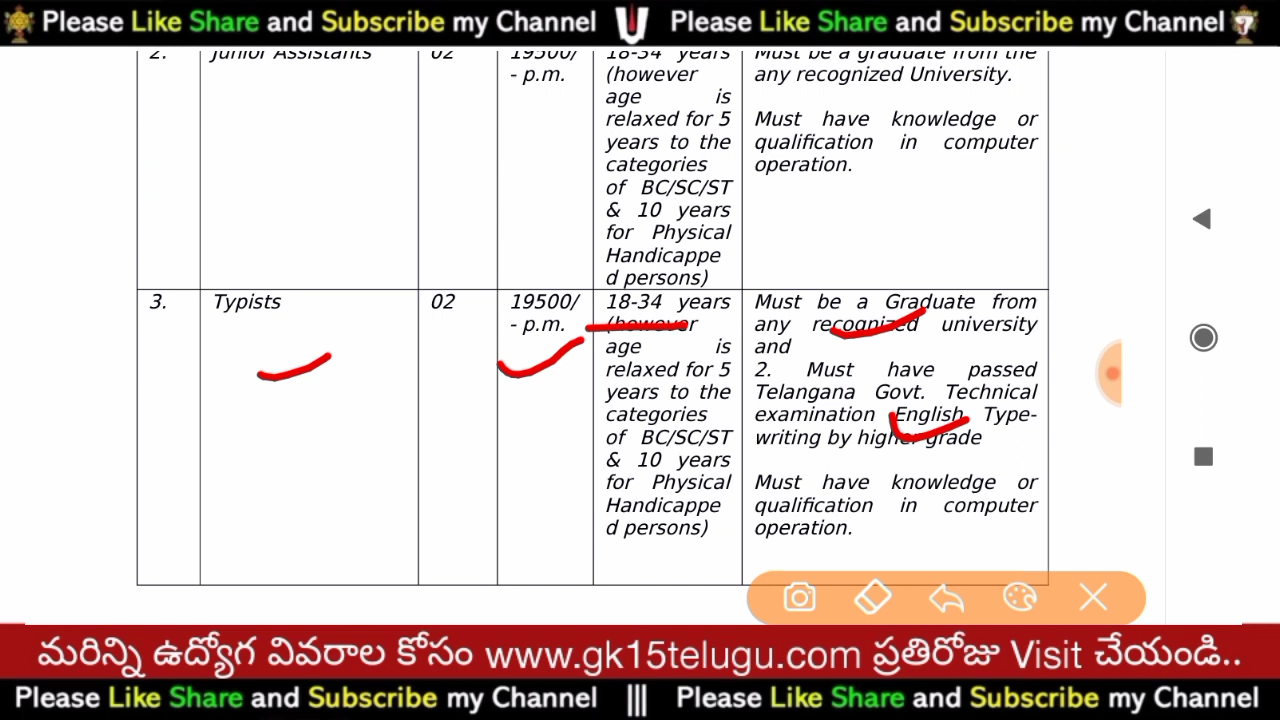 Please Like Share and Subscribe my Channel Please Like Share and Subscribe my Channel
2. Junior Assistants 02 19500/ 18-34 years Must be a graduate from the
- p.m. (however any recognized University.
age is
relaxed for 5 Must have knowledge or
years to the qualification in computer
categories operation.
of BC/SC/ST
& 10 years
for Physical
Handicappe
d persons)
3. Typists 02 19500/ 18-34 years Must be a Graduate from
- p.m. (however any recognized university
age is and
relaxed for 5 2. Must have passed
years to the Telangana Govt. Technical
categories examination English Type-
of BC/SC/ST writing by higher grade
& 10 years
for Physical Must have knowledge or
Handicappe qualification in computer
d persons) operation.
మరిన్ని ఉద్యోగ వివరాల కోసం www.gk15telugu.com ప్రతిరోజు Visit చేయండి..
Please Like Share and Subscribe my Channel ||| Please Like Share and Subscribe my Channel